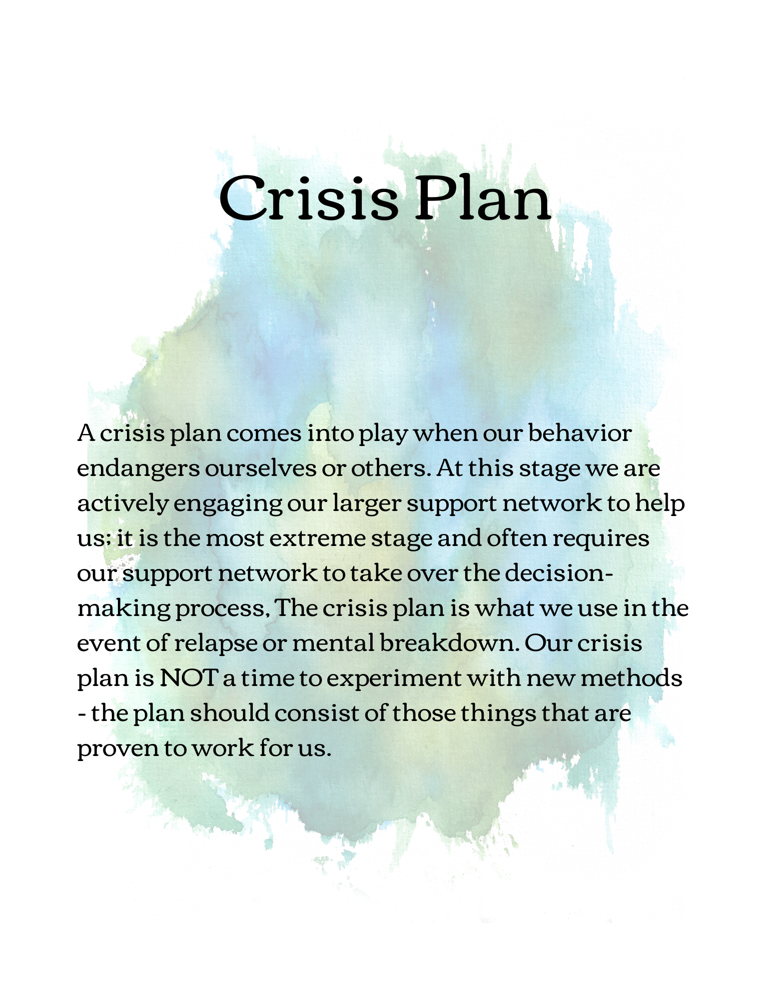 Crisis Plan
A crisis plan comes into play when our behavior
endangers ourselves or others. At this stage we are
actively engaging our larger support network to help
us; it is the most extreme stage and often requires
our support network to take over the decision-
making process, The crisis plan is what we use in the
event of relapse or mental breakdown. Our crisis
plan is NOT a time to experiment with new methods
- the plan should consist of those things that are
proven to work for us.